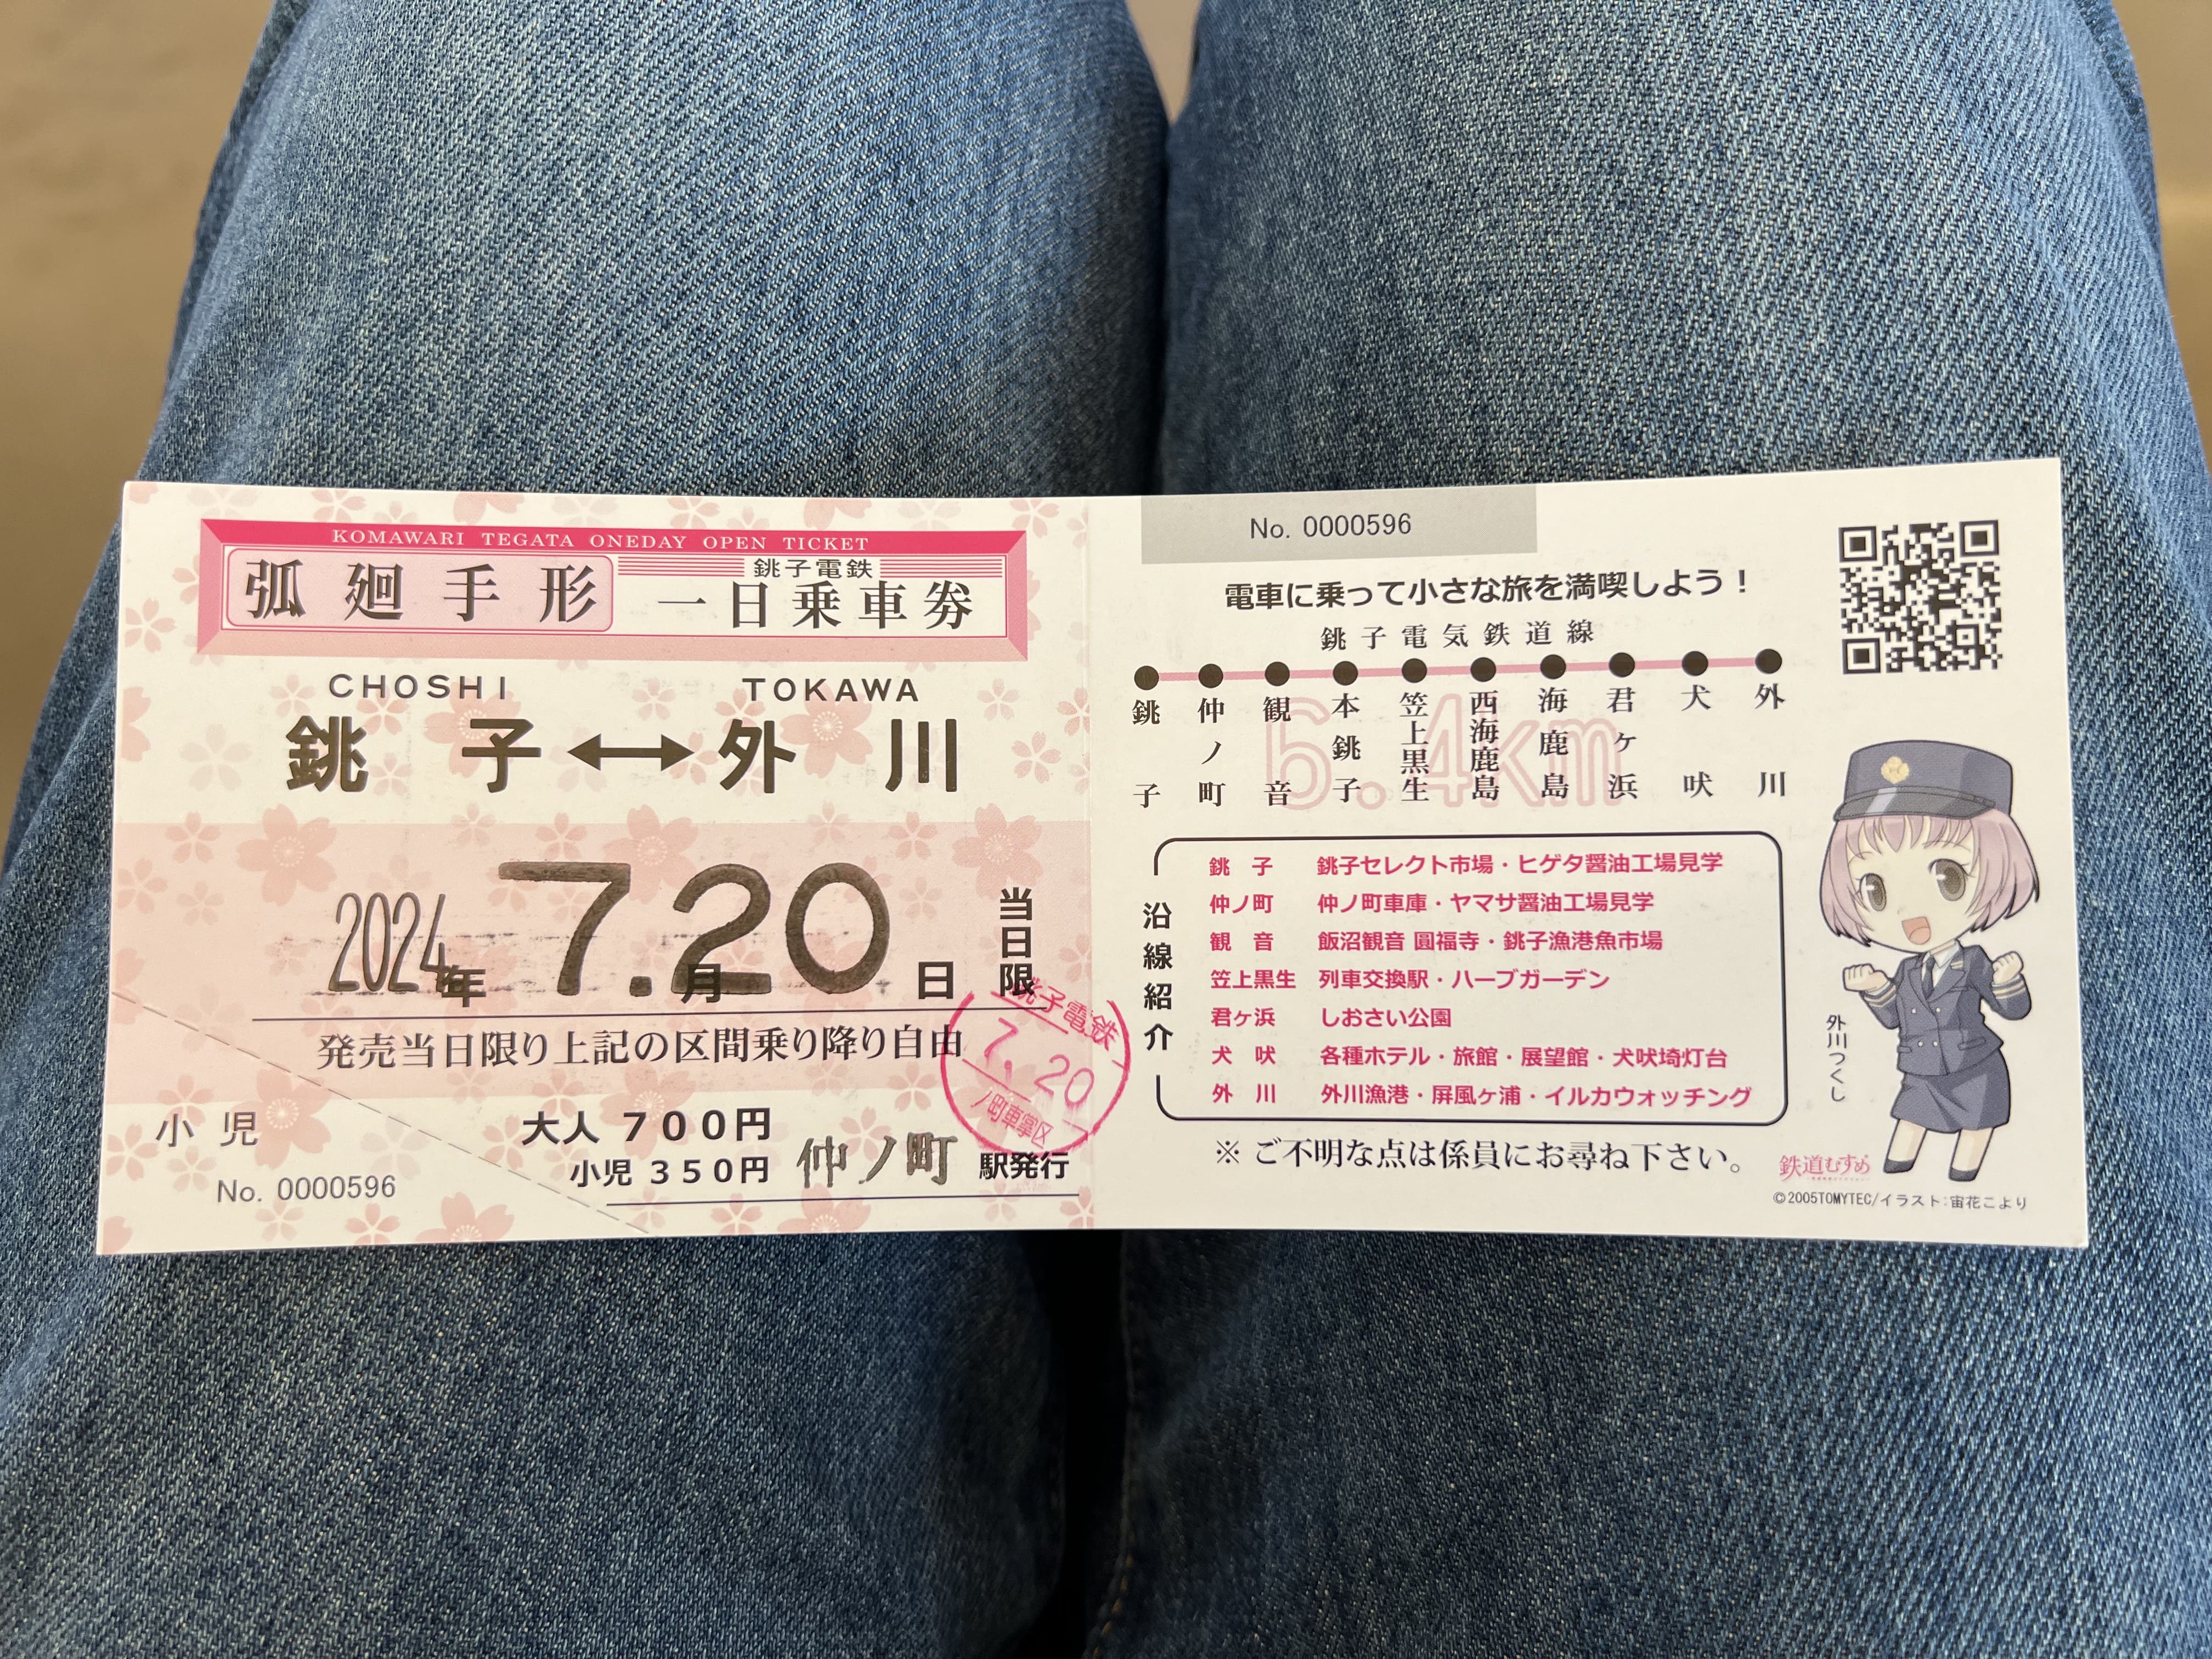 KOMAWARI TEGATA ONEDAY OPEN TICKET
弧廻手形
銚子電鉄
一日乗車券
CHOSHI TOKAWA
銚子↔外川
2024年 7.20 月 日
当日限
発売当日限り上記の区間乗り降り自由
小児
No. 0000596
大人 700円
小児 350円
仲ノ町 駅発行
銚子電鉄
7.20
ノ町車掌区
No. 0000596
電車に乗って小さな旅を満喫しよう!
銚子電気鉄道線
銚子 仲ノ町 観音 本銚子 笠上黒生 西海鹿島 海鹿島 君ヶ浜 犬吠 外川
6.4km
沿線紹介
銚子 銚子セレクト市場・ヒゲタ醤油工場見学
仲ノ町 仲ノ町車庫・ヤマサ醤油工場見学
観音 飯沼観音 圓福寺・銚子漁港魚市場
笠上黒生 列車交換駅・ハーブガーデン
君ヶ浜 しおさい公園
犬吠 各種ホテル・旅館・展望館・犬吠埼灯台
外川 外川漁港・屏風ヶ浦・イルカウォッチング
※ ご不明な点は係員にお尋ね下さい。
外川つくし
鉄道むすめ
©2005TOMYTEC/イラスト:宙花こより